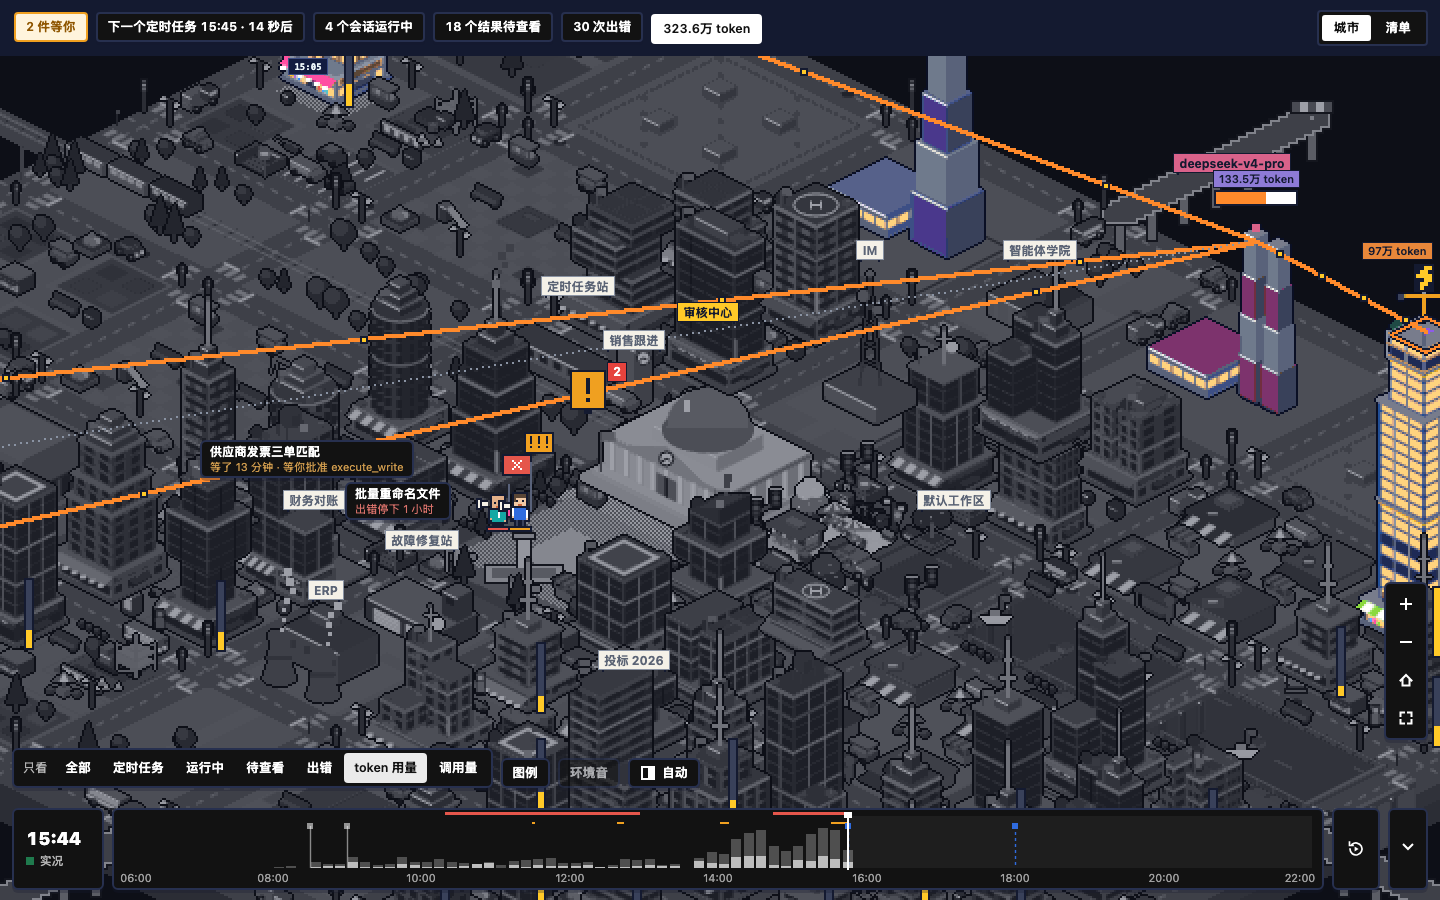 2 件等你
下一个定时任务 15:45 · 14 秒后
4 个会话运行中
18 个结果待查看
30 次出错
323.6万 token
城市
清单
15:05
deepseek-v4-pro
133.5万 token
97万 token
IM
智能体学院
定时任务站
审核中心
销售跟进
2
供应商发票三单匹配
等了 13 分钟 · 等你批准 execute_write
财务对账
批量重命名文件
出错停下 1 小时
默认工作区
故障修复站
ERP
投标 2026
只看
全部
定时任务
运行中
待查看
出错
token 用量
调用量
图例
环境音
自动
15:44
实况
06:00
08:00
10:00
12:00
14:00
16:00
18:00
20:00
22:00